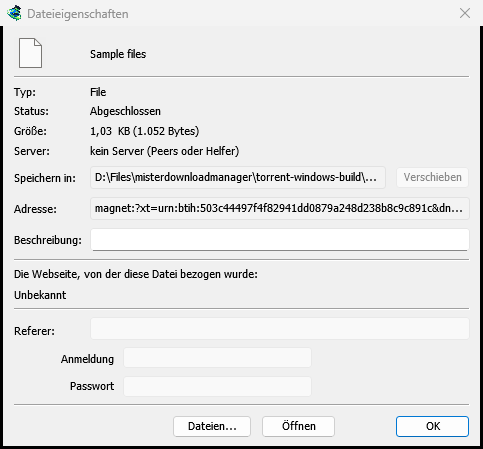 Dateieigenschaften
Sample files
Typ: File
Status: Abgeschlossen
Größe: 1,03 KB (1.052 Bytes)
Server: kein Server (Peers oder Helfer)
Speichern in: D:\Files\misterdownloadmanager\torrent-windows-build\... Verschieben
Adresse: magnet:?xt=urn:btih:503c44497f4f82941dd0879a248d238b8c9c891c&dn...
Beschreibung:
Die Webseite, von der diese Datei bezogen wurde:
Unbekannt
Referer:
Anmeldung
Passwort
Dateien... Öffnen OK